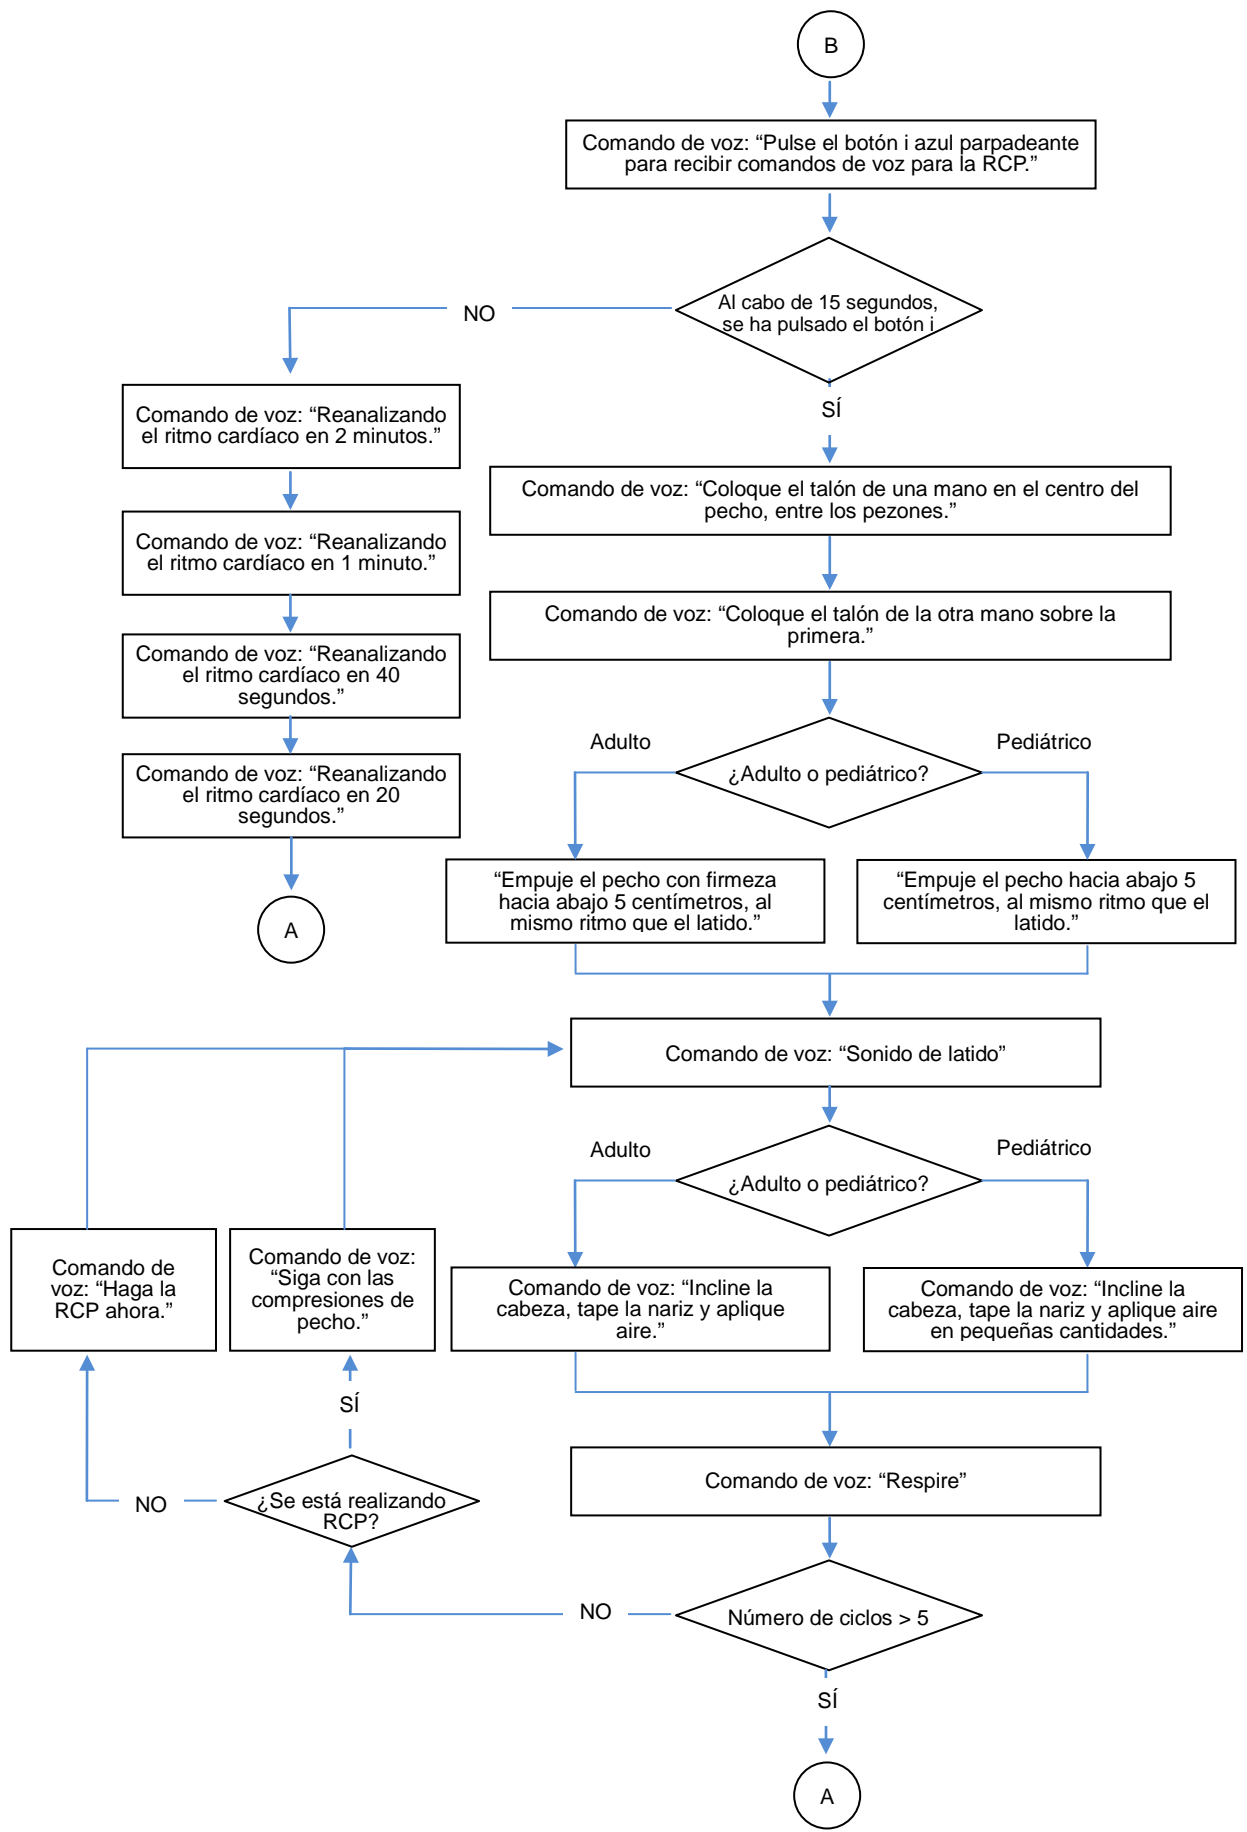 B
Comando de voz: “Pulse el botón i azul parpadeante
para recibir comandos de voz para la RCP.”
Al cabo de 15 segundos,
se ha pulsado el botón i
NO
SÍ
Comando de voz: “Reanalizando
el ritmo cardíaco en 2 minutos.”
Comando de voz: “Reanalizando
el ritmo cardíaco en 1 minuto.”
Comando de voz: “Reanalizando
el ritmo cardíaco en 40
segundos.”
Comando de voz: “Reanalizando
el ritmo cardíaco en 20
segundos.”
A
Comando de voz: “Coloque el talón de una mano en el centro del
pecho, entre los pezones.”
Comando de voz: “Coloque el talón de la otra mano sobre la
primera.”
Adulto
Pediátrico
¿Adulto o pediátrico?
“Empuje el pecho con firmeza
hacia abajo 5 centímetros, al
mismo ritmo que el latido.”
“Empuje el pecho hacia abajo 5
centímetros, al mismo ritmo que el
latido.”
Comando de voz: “Sonido de latido”
Adulto
Pediátrico
¿Adulto o pediátrico?
Comando de
voz: “Haga la
RCP ahora.”
Comando de voz:
“Siga con las
compresiones de
pecho.”
Comando de voz: “Incline la
cabeza, tape la nariz y aplique
aire.”
Comando de voz: “Incline la
cabeza, tape la nariz y aplique aire
en pequeñas cantidades.”
SÍ
Comando de voz: “Respire”
NO
¿Se está realizando
RCP?
NO
Número de ciclos > 5
SÍ
A